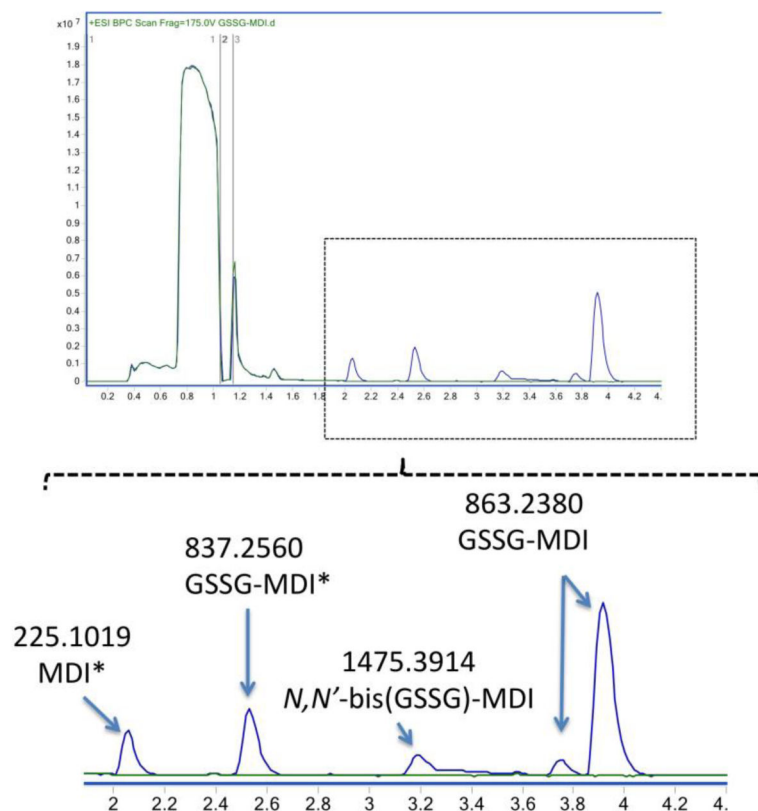 x10 7
+ESI BPC Scan Frag=175.0V GSSG-MDI.d
1 1 2 3
1.9
1.8
1.7
1.6
1.5
1.4
1.3
1.2
1.1
1
0.9
0.8
0.7
0.6
0.5
0.4
0.3
0.2
0.1
0
0.2 0.4 0.6 0.8 1 1.2 1.4 1.6 1.8 2 2.2 2.4 2.6 2.8 3 3.2 3.4 3.6 3.8 4 4.2 4.
863.2380
GSSG-MDI
837.2560
GSSG-MDI*
225.1019
MDI*
1475.3914
N,N'-bis(GSSG)-MDI
2 2.2 2.4 2.6 2.8 3 3.2 3.4 3.6 3.8 4 4.2 4.